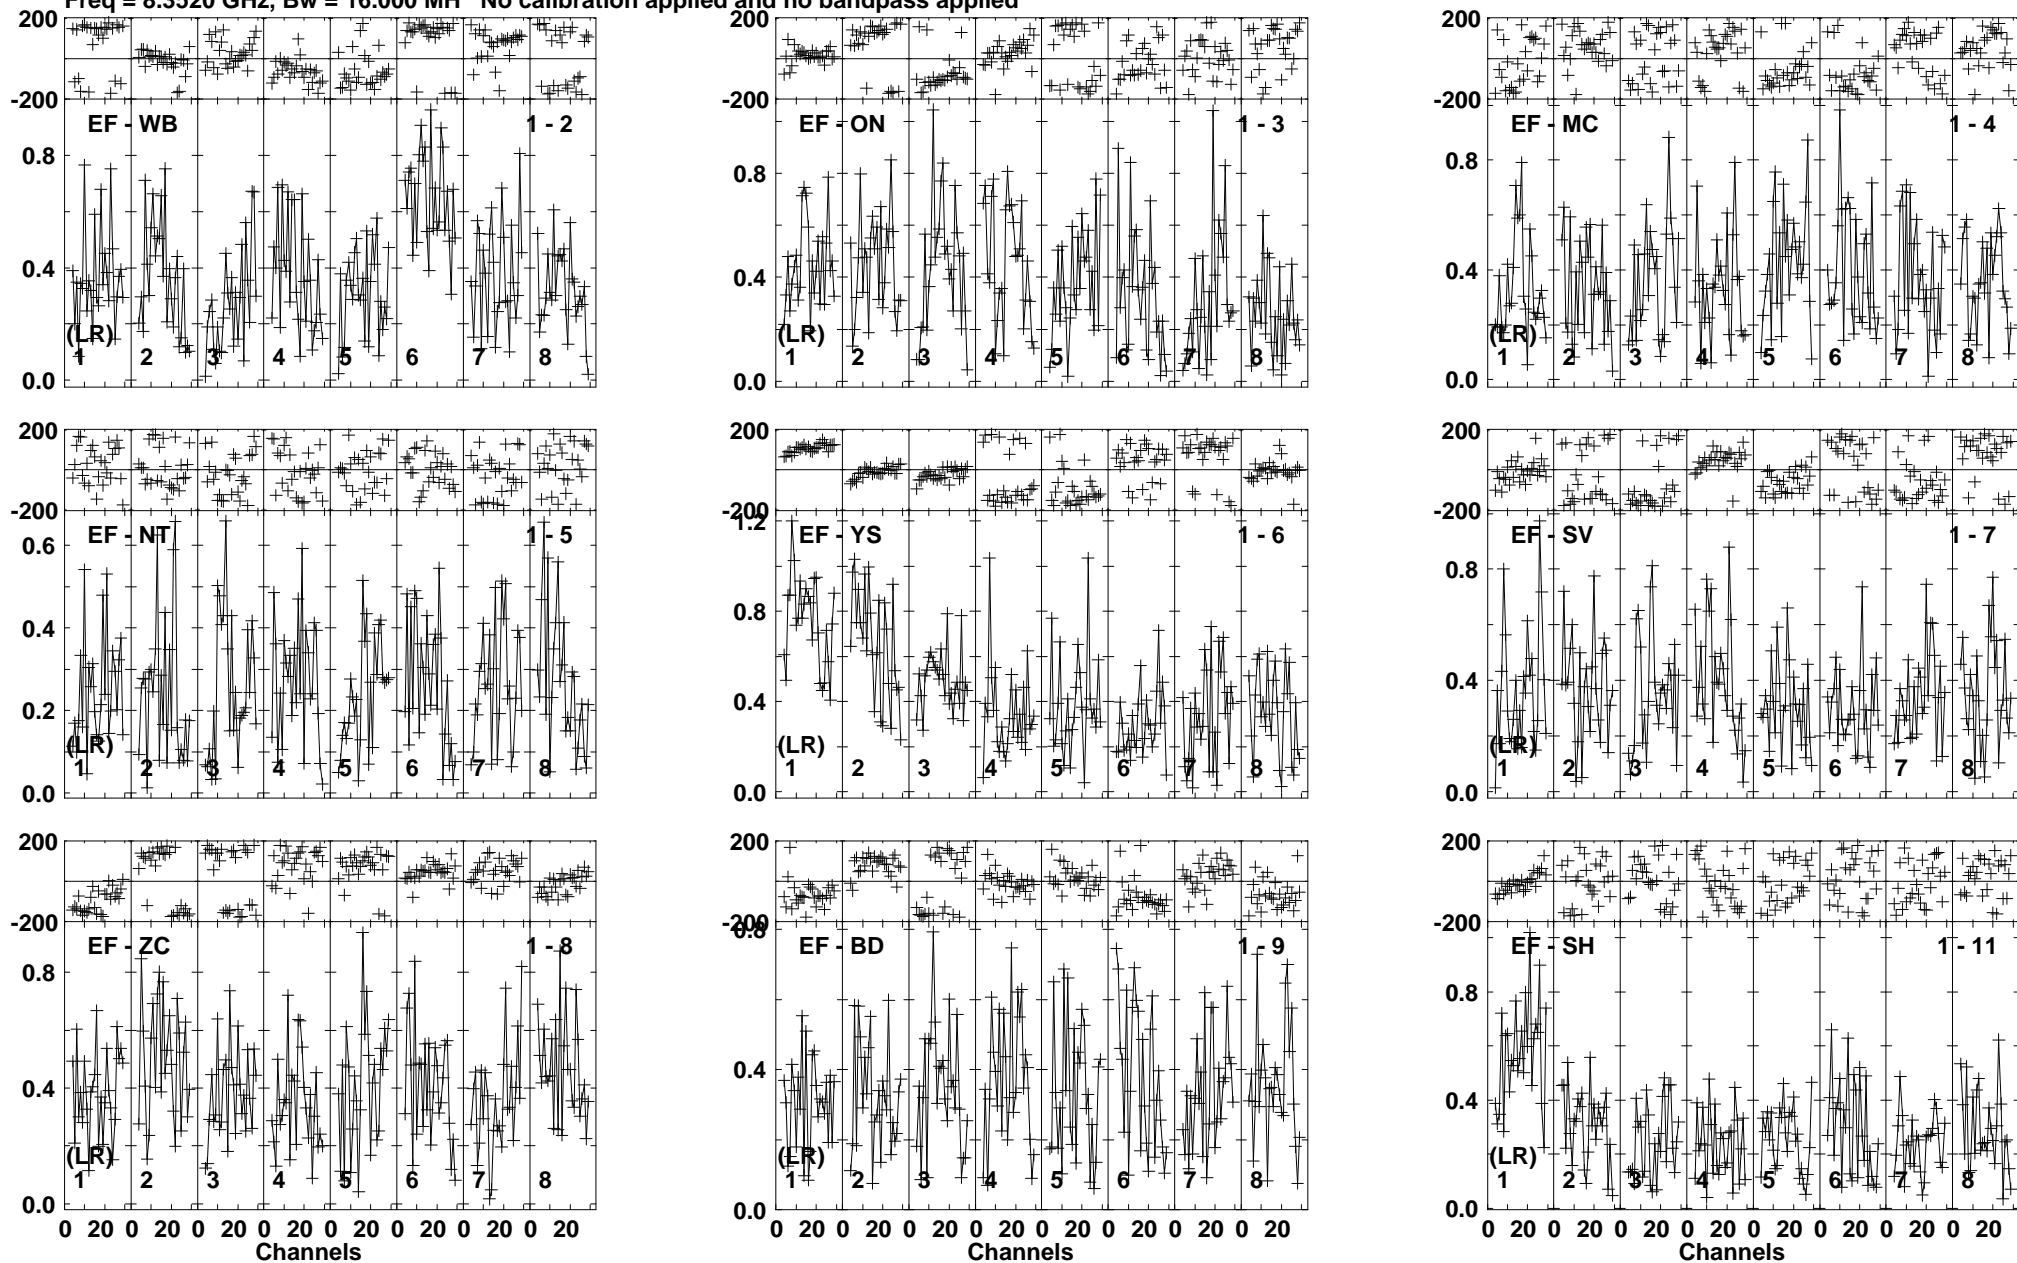 Freq = 8.3520 GHz, Bw = 16.000 MH No calibration applied and no bandpass applied
200 200 200
-200 -200 -200
EF - WB 1 - 2 EF - ON 1 - 3 EF - MC 1 - 4
0.8 0.8 0.8
0.4 0.4 0.4
(LR) (LR) (LR)
1 2 3 4 5 6 7 8 1 2 3 4 5 6 7 8 1 2 3 4 5 6 7 8
0.0 0.0 0.0
200 200 200
-200 -200 -200
1.2
EF - NT 1 - 5 EF - YS 1 - 6 EF - SV 1 - 7
0.6 0.8 0.8
0.4 0.4 0.4
0.2
(LR) (LR) (LR)
1 2 3 4 5 6 7 8 1 2 3 4 5 6 7 8 1 2 3 4 5 6 7 8
0.0 0.0 0.0
200 200 200
-200 -200 -200
0.8
EF - ZC 1 - 8 EF - BD 1 - 9 EF - SH 1 - 11
0.8 0.8
0.4 0.4 0.4
(LR) (LR) (LR)
1 2 3 4 5 6 7 8 1 2 3 4 5 6 7 8 1 2 3 4 5 6 7 8
0.0 0.0 0.0
0 20 0 20 0 20 0 20 0 20 0 20 0 20 0 20 0 20 0 20 0 20 0 20 0 20 0 20 0 20 0 20 0 20 0 20 0 20 0 20 0 20 0 20 0 20 0 20
Channels Channels Channels